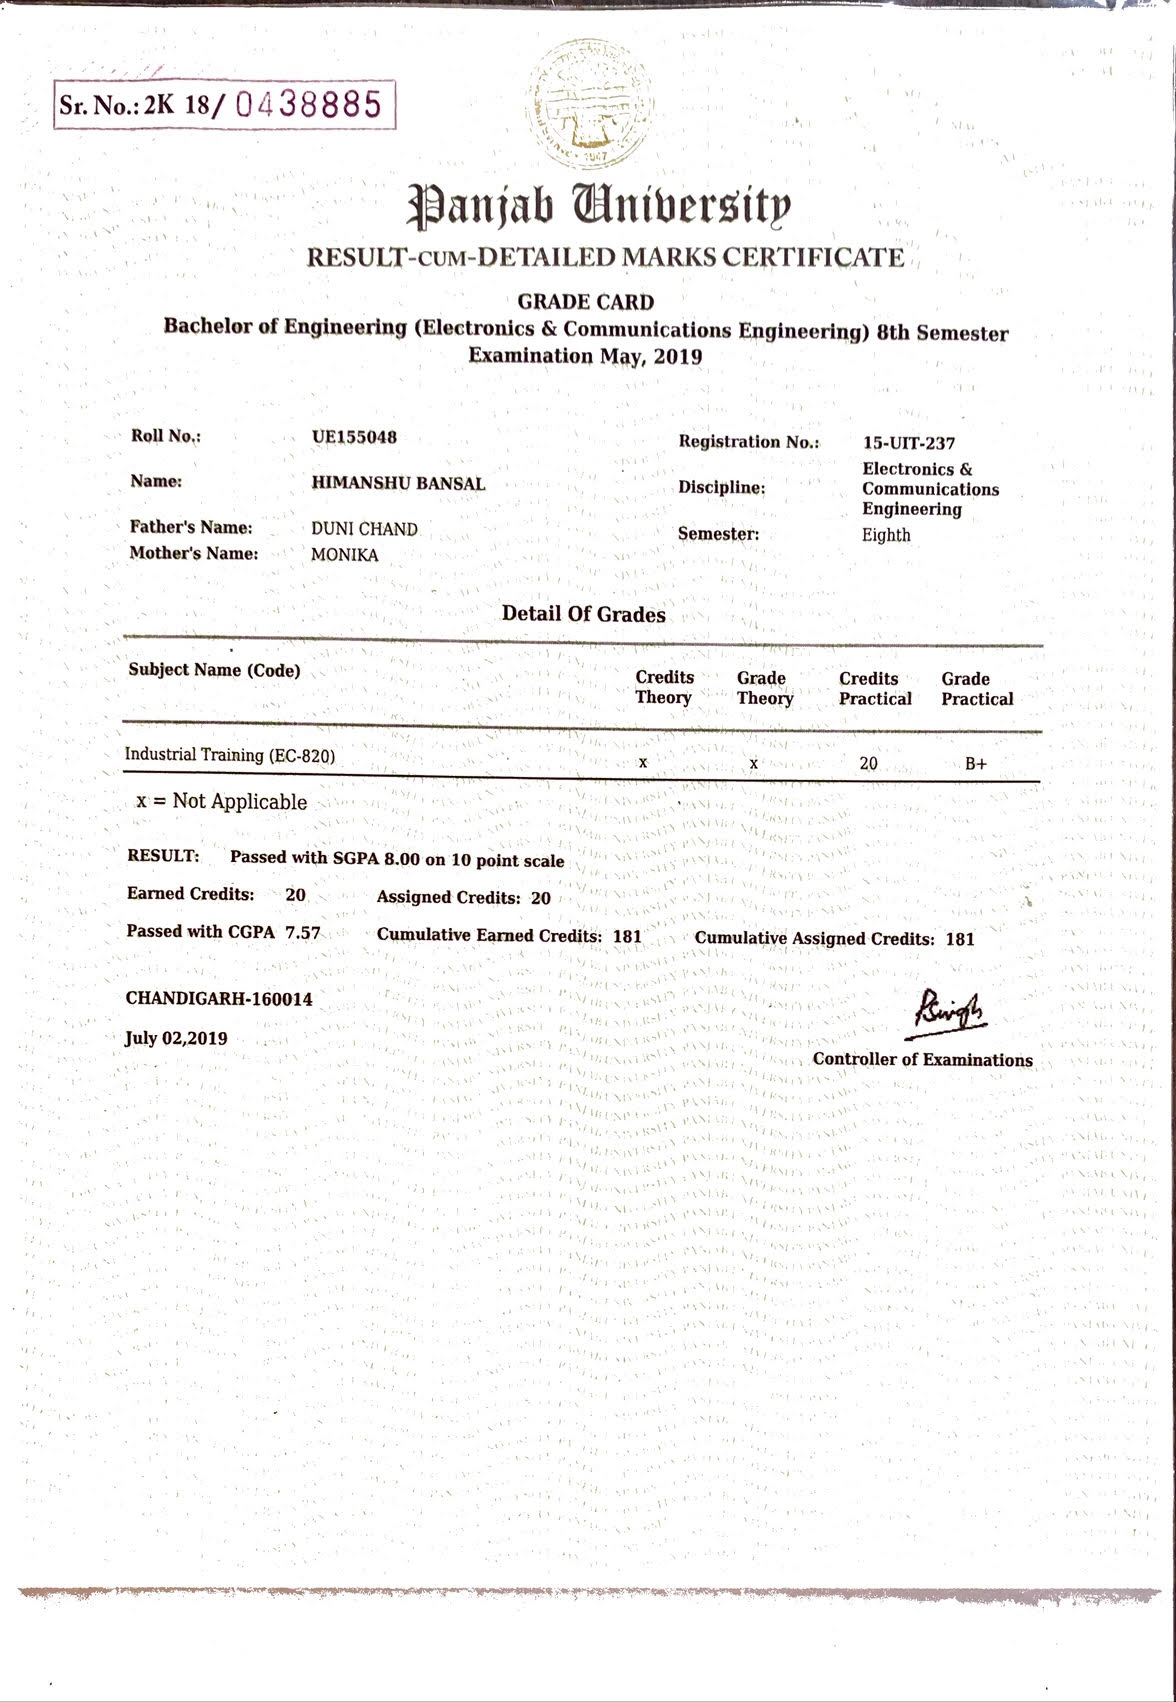 Sr. No.: 2K 18/ 0438885
1947
Panjab University
RESULT-CUM-DETAILED MARKS CERTIFICATE
GRADE CARD
Bachelor of Engineering (Electronics & Communications Engineering) 8th Semester
Examination May, 2019
Roll No.: UE155048 Registration No.: 15-UIT-237
Name: HIMANSHU BANSAL Discipline: Electronics &
Communications
Engineering
Father's Name: DUNI CHAND Semester: Eighth
Mother's Name: MONIKA
Detail Of Grades
Subject Name (Code) Credits Grade Credits Grade
Theory Theory Practical Practical
Industrial Training (EC-820) x x 20 B+
x = Not Applicable
RESULT: Passed with SGPA 8.00 on 10 point scale
Earned Credits: 20 Assigned Credits: 20
Passed with CGPA 7.57 Cumulative Earned Credits: 181 Cumulative Assigned Credits: 181
CHANDIGARH-160014
July 02,2019
PSingh
Controller of Examinations